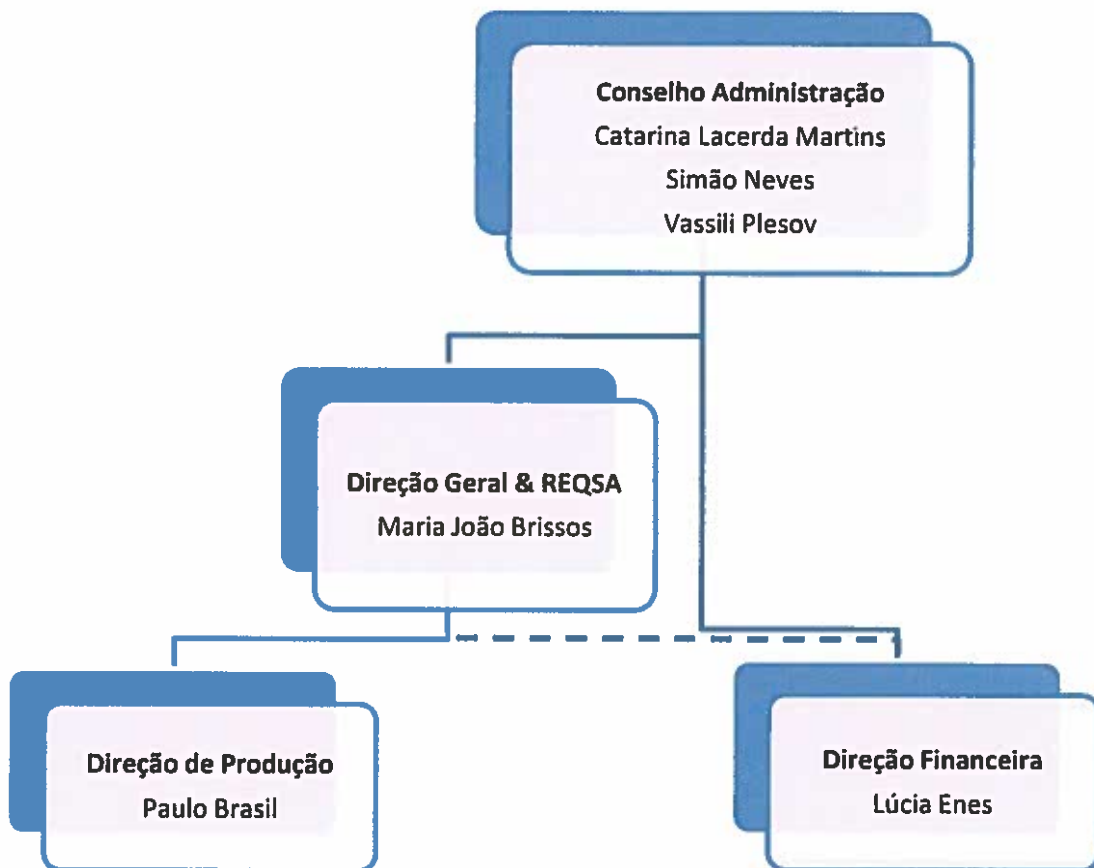 Conselho Administração
Catarina Lacerda Martins
Simão Neves
Vassili Plesov
Direção Geral & REQSA
Maria João Brissos
Direção de Produção
Paulo Brasil
Direção Financeira
Lúcia Enes